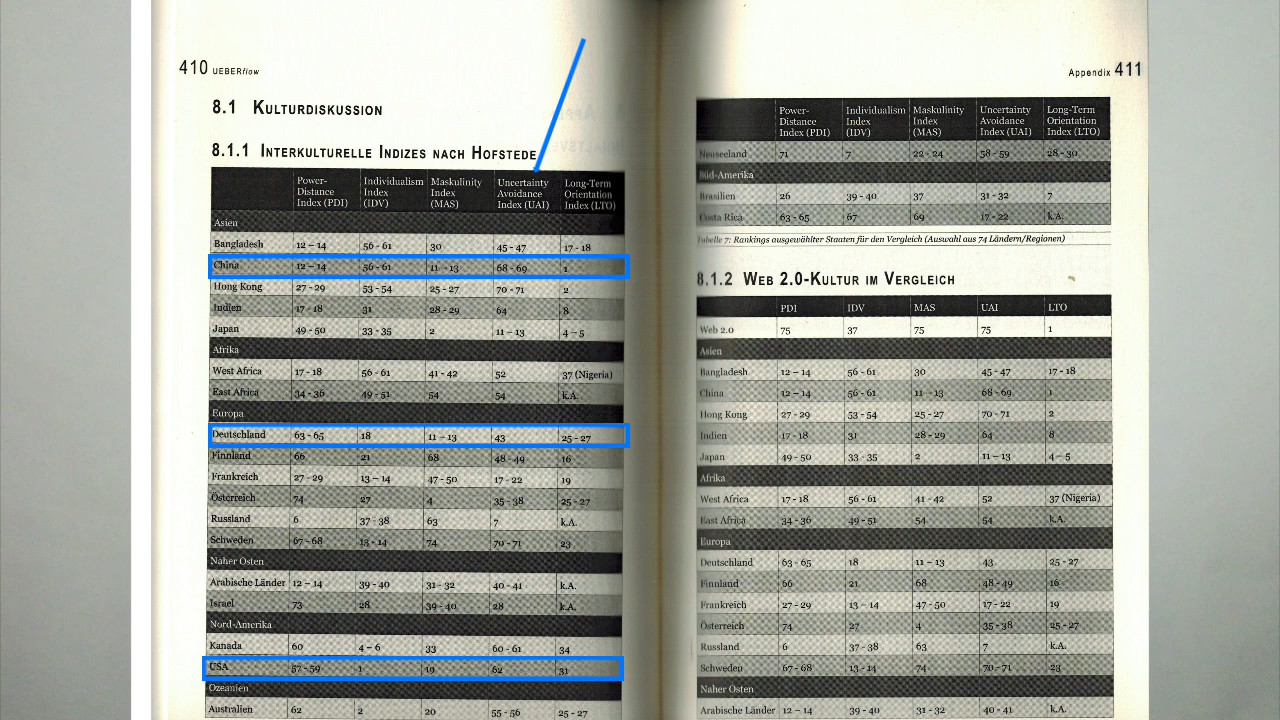 410 UEBERflow
8.1 KULTURDISKUSSION
8.1.1 INTERKULTURELLE INDIZES NACH HOFSTEDE
Power-Distance Index (PDI) Individualism Index (IDV) Maskulinity Index (MAS) Uncertainty Avoidance Index (UAI) Long-Term Orientation Index (LTO)
Asien
Bangladesh 12 – 14 56 - 61 30 45 - 47 17 - 18
China 12 – 14 56 - 61 11 – 13 68 - 69 1
Hong Kong 27 - 29 53 - 54 25 - 27 70 - 71 2
Indien 17 - 18 31 28 - 29 64 8
Japan 49 - 50 33 - 35 2 11 – 13 4 – 5
Afrika
West Africa 17 - 18 56 - 61 41 - 42 52 37 (Nigeria)
East Africa 34 - 36 49 - 51 54 54 k.A.
Europa
Deutschland 63 - 65 18 11 – 13 43 25 - 27
Finnland 66 21 68 48 - 49 16
Frankreich 27 - 29 13 – 14 47 - 50 17 - 22 19
Österreich 74 27 4 35 - 38 25 - 27
Russland 6 37 - 38 63 7 k.A.
Schweden 67 - 68 13 - 14 74 70 - 71 23
Naher Osten
Arabische Länder 12 – 14 39 - 40 31 - 32 40 - 41 k.A.
Israel 73 28 39 - 40 28 k.A.
Nord-Amerika
Kanada 60 4 – 6 33 60 - 61 34
USA 57 - 59 1 19 62 31
Ozeanien
Australien 62 2 20 55 - 56 25 - 27
Appendix 411
Power-Distance Index (PDI) Individualism Index (IDV) Maskulinity Index (MAS) Uncertainty Avoidance Index (UAI) Long-Term Orientation Index (LTO)
Neuseeland 71 7 22 - 24 58 - 59 28 - 30
Süd-Amerika
Brasilien 26 39 - 40 37 31 - 32 7
Costa Rica 63 - 65 67 69 17 - 22 k.A.
Tabelle 7: Rankings ausgewählter Staaten für den Vergleich (Auswahl aus 74 Ländern/Regionen)
8.1.2 WEB 2.0-KULTUR IM VERGLEICH
PDI IDV MAS UAI LTO
Web 2.0 75 37 75 75 1
Asien
Bangladesh 12 – 14 56 - 61 30 45 - 47 17 - 18
China 12 – 14 56 - 61 11 – 13 68 - 69 1
Hong Kong 27 - 29 53 - 54 25 - 27 70 - 71 2
Indien 17 - 18 31 28 - 29 64 8
Japan 49 - 50 33 - 35 2 11 – 13 4 – 5
Afrika
West Africa 17 - 18 56 - 61 41 - 42 52 37 (Nigeria)
East Africa 34 - 36 49 - 51 54 54 k.A.
Europa
Deutschland 63 - 65 18 11 – 13 43 25 - 27
Finnland 66 21 68 48 - 49 16
Frankreich 27 - 29 13 – 14 47 - 50 17 - 22 19
Österreich 74 27 4 35 - 38 25 - 27
Russland 6 37 - 38 63 7 k.A.
Schweden 67 - 68 13 - 14 74 70 - 71 23
Naher Osten
Arabische Länder 12 – 14 39 - 40 31 - 32 40 - 41 k.A.